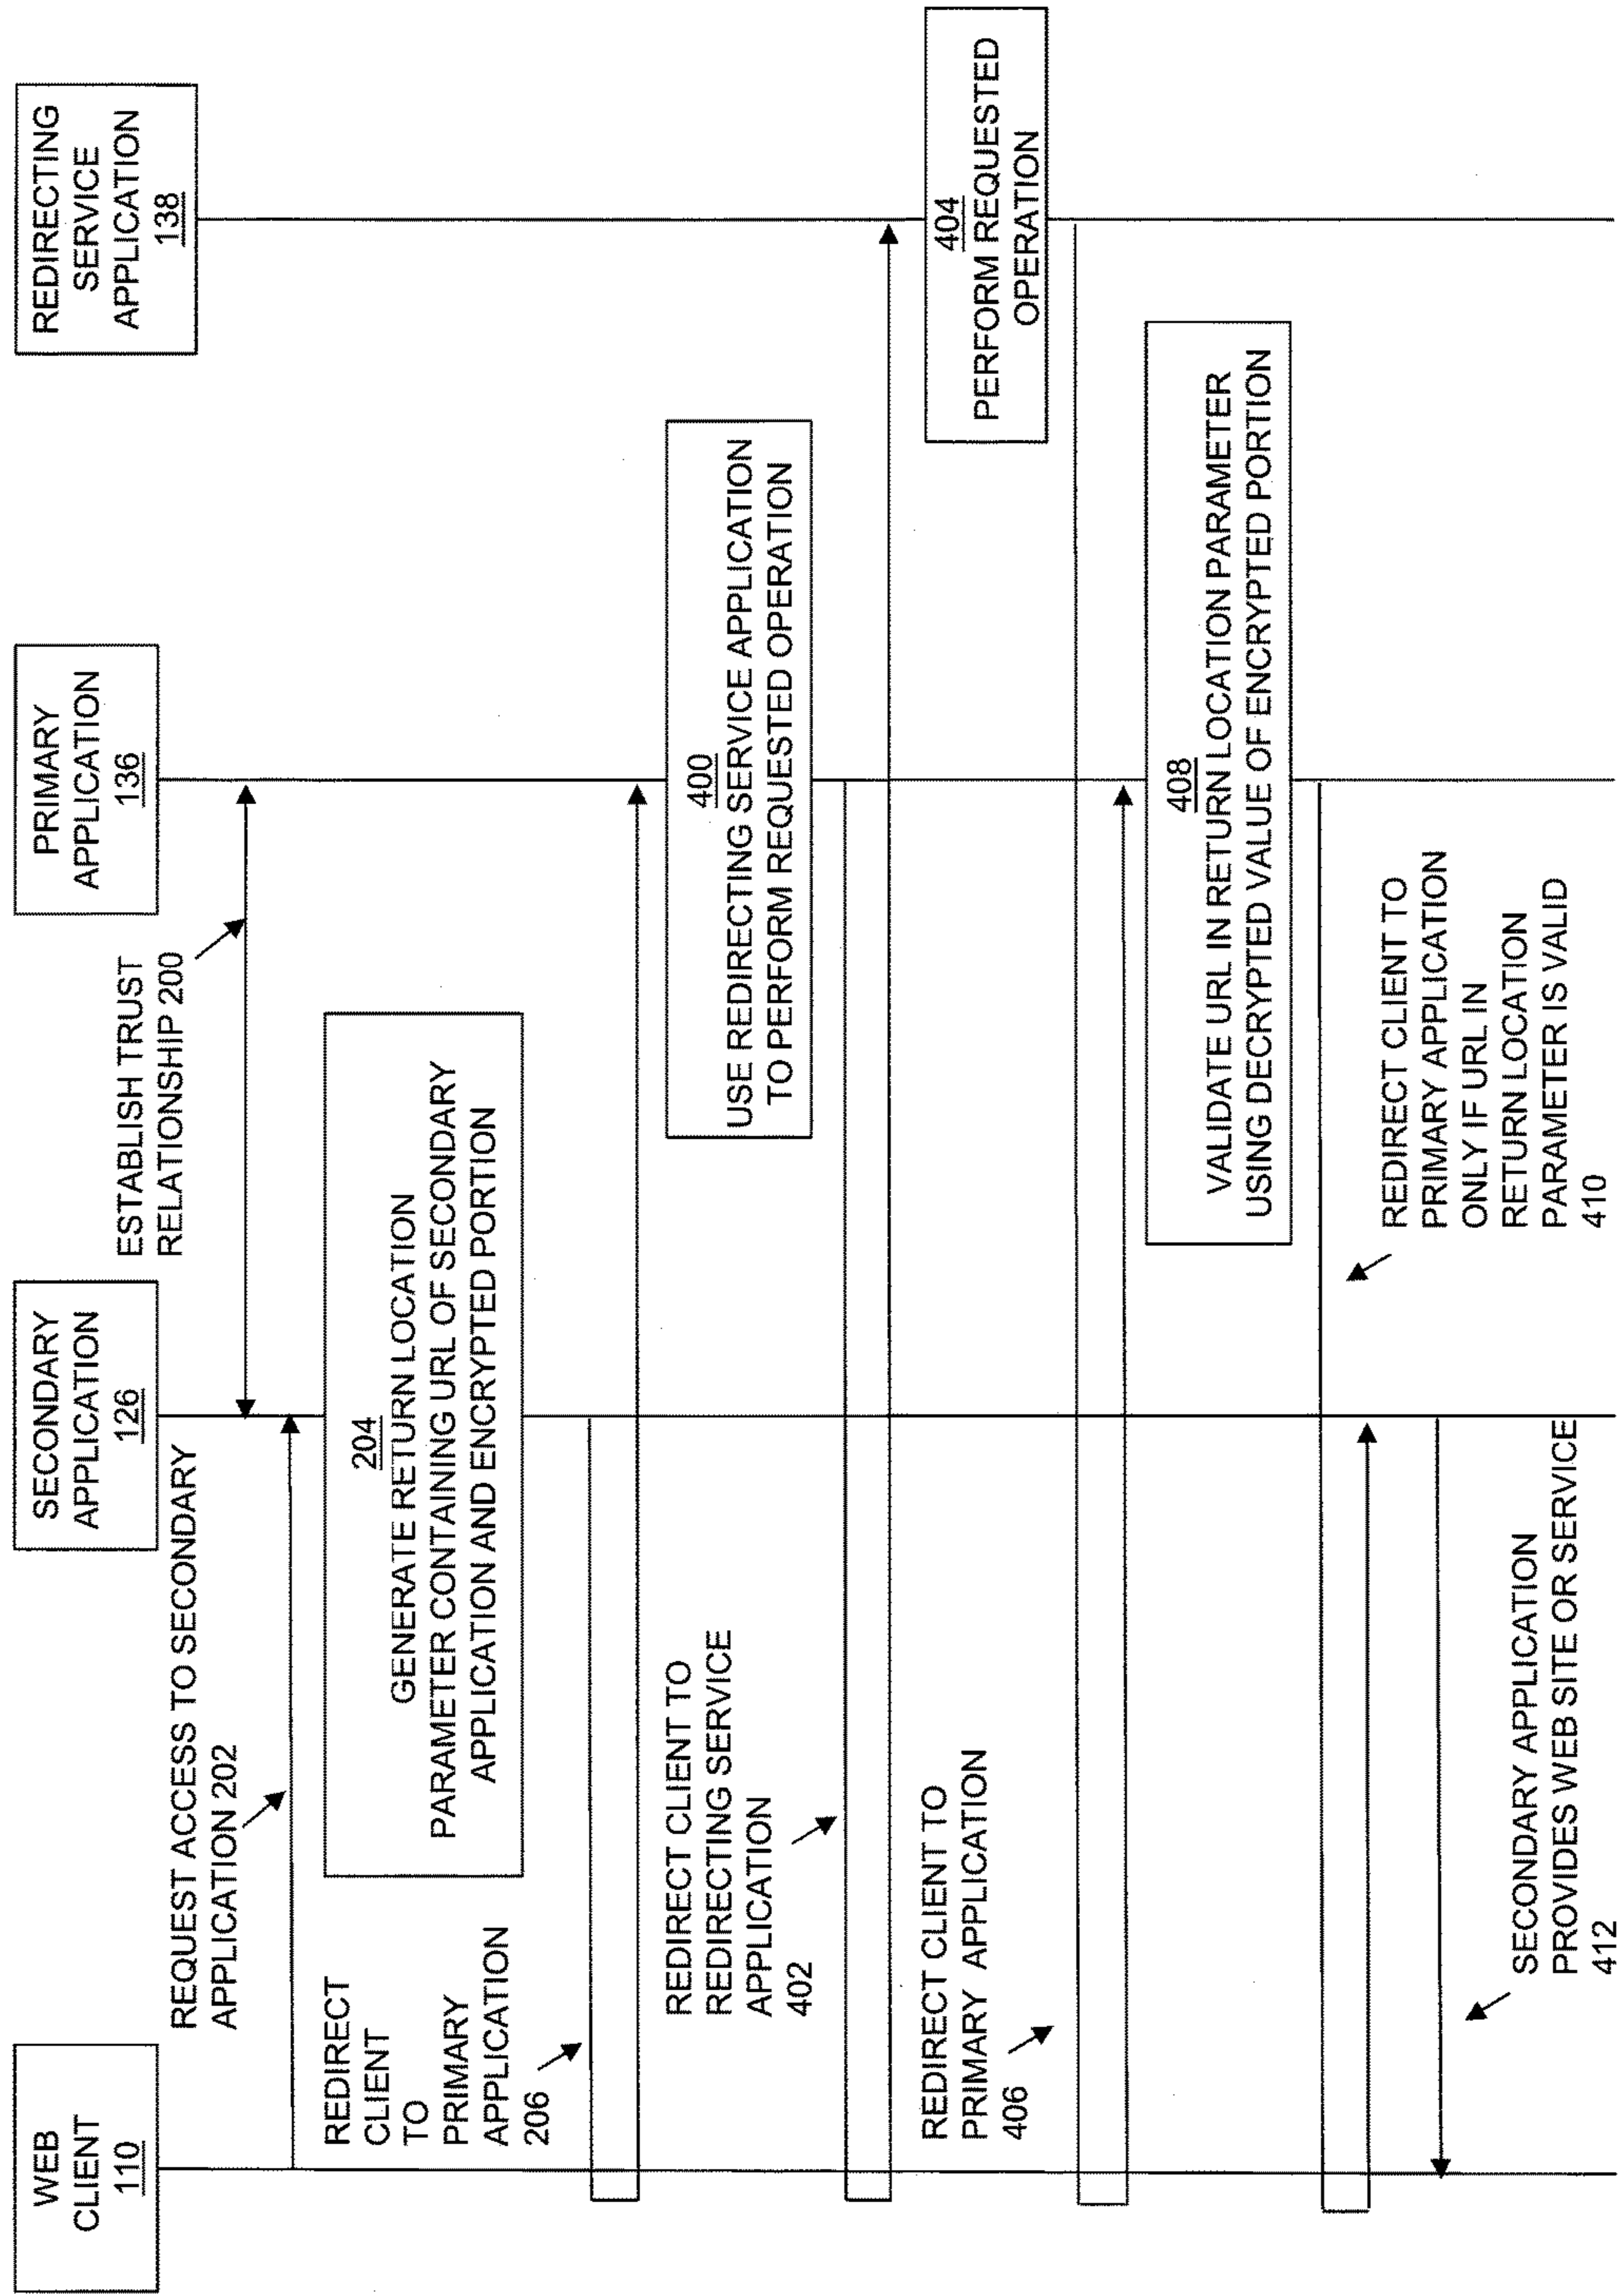 WEB
CLIENT
110
SECONDARY
APPLICATION
126
PRIMARY
APPLICATION
136
REDIRECTING
SERVICE
APPLICATION
138
ESTABLISH TRUST
RELATIONSHIP 200
REQUEST ACCESS TO SECONDARY
APPLICATION 202
204
GENERATE RETURN LOCATION
PARAMETER CONTAINING URL OF SECONDARY
APPLICATION AND ENCRYPTED PORTION
REDIRECT
CLIENT
TO
PRIMARY
APPLICATION
206
400
USE REDIRECTING SERVICE APPLICATION
TO PERFORM REQUESTED OPERATION
REDIRECT CLIENT TO
REDIRECTING SERVICE
APPLICATION
402
404
PERFORM REQUESTED
OPERATION
REDIRECT CLIENT TO
PRIMARY APPLICATION
406
408
VALIDATE URL IN RETURN LOCATION PARAMETER
USING DECRYPTED VALUE OF ENCRYPTED PORTION
REDIRECT CLIENT TO
PRIMARY APPLICATION
ONLY IF URL IN
RETURN LOCATION
PARAMETER IS VALID
410
SECONDARY APPLICATION
PROVIDES WEB SITE OR SERVICE
412